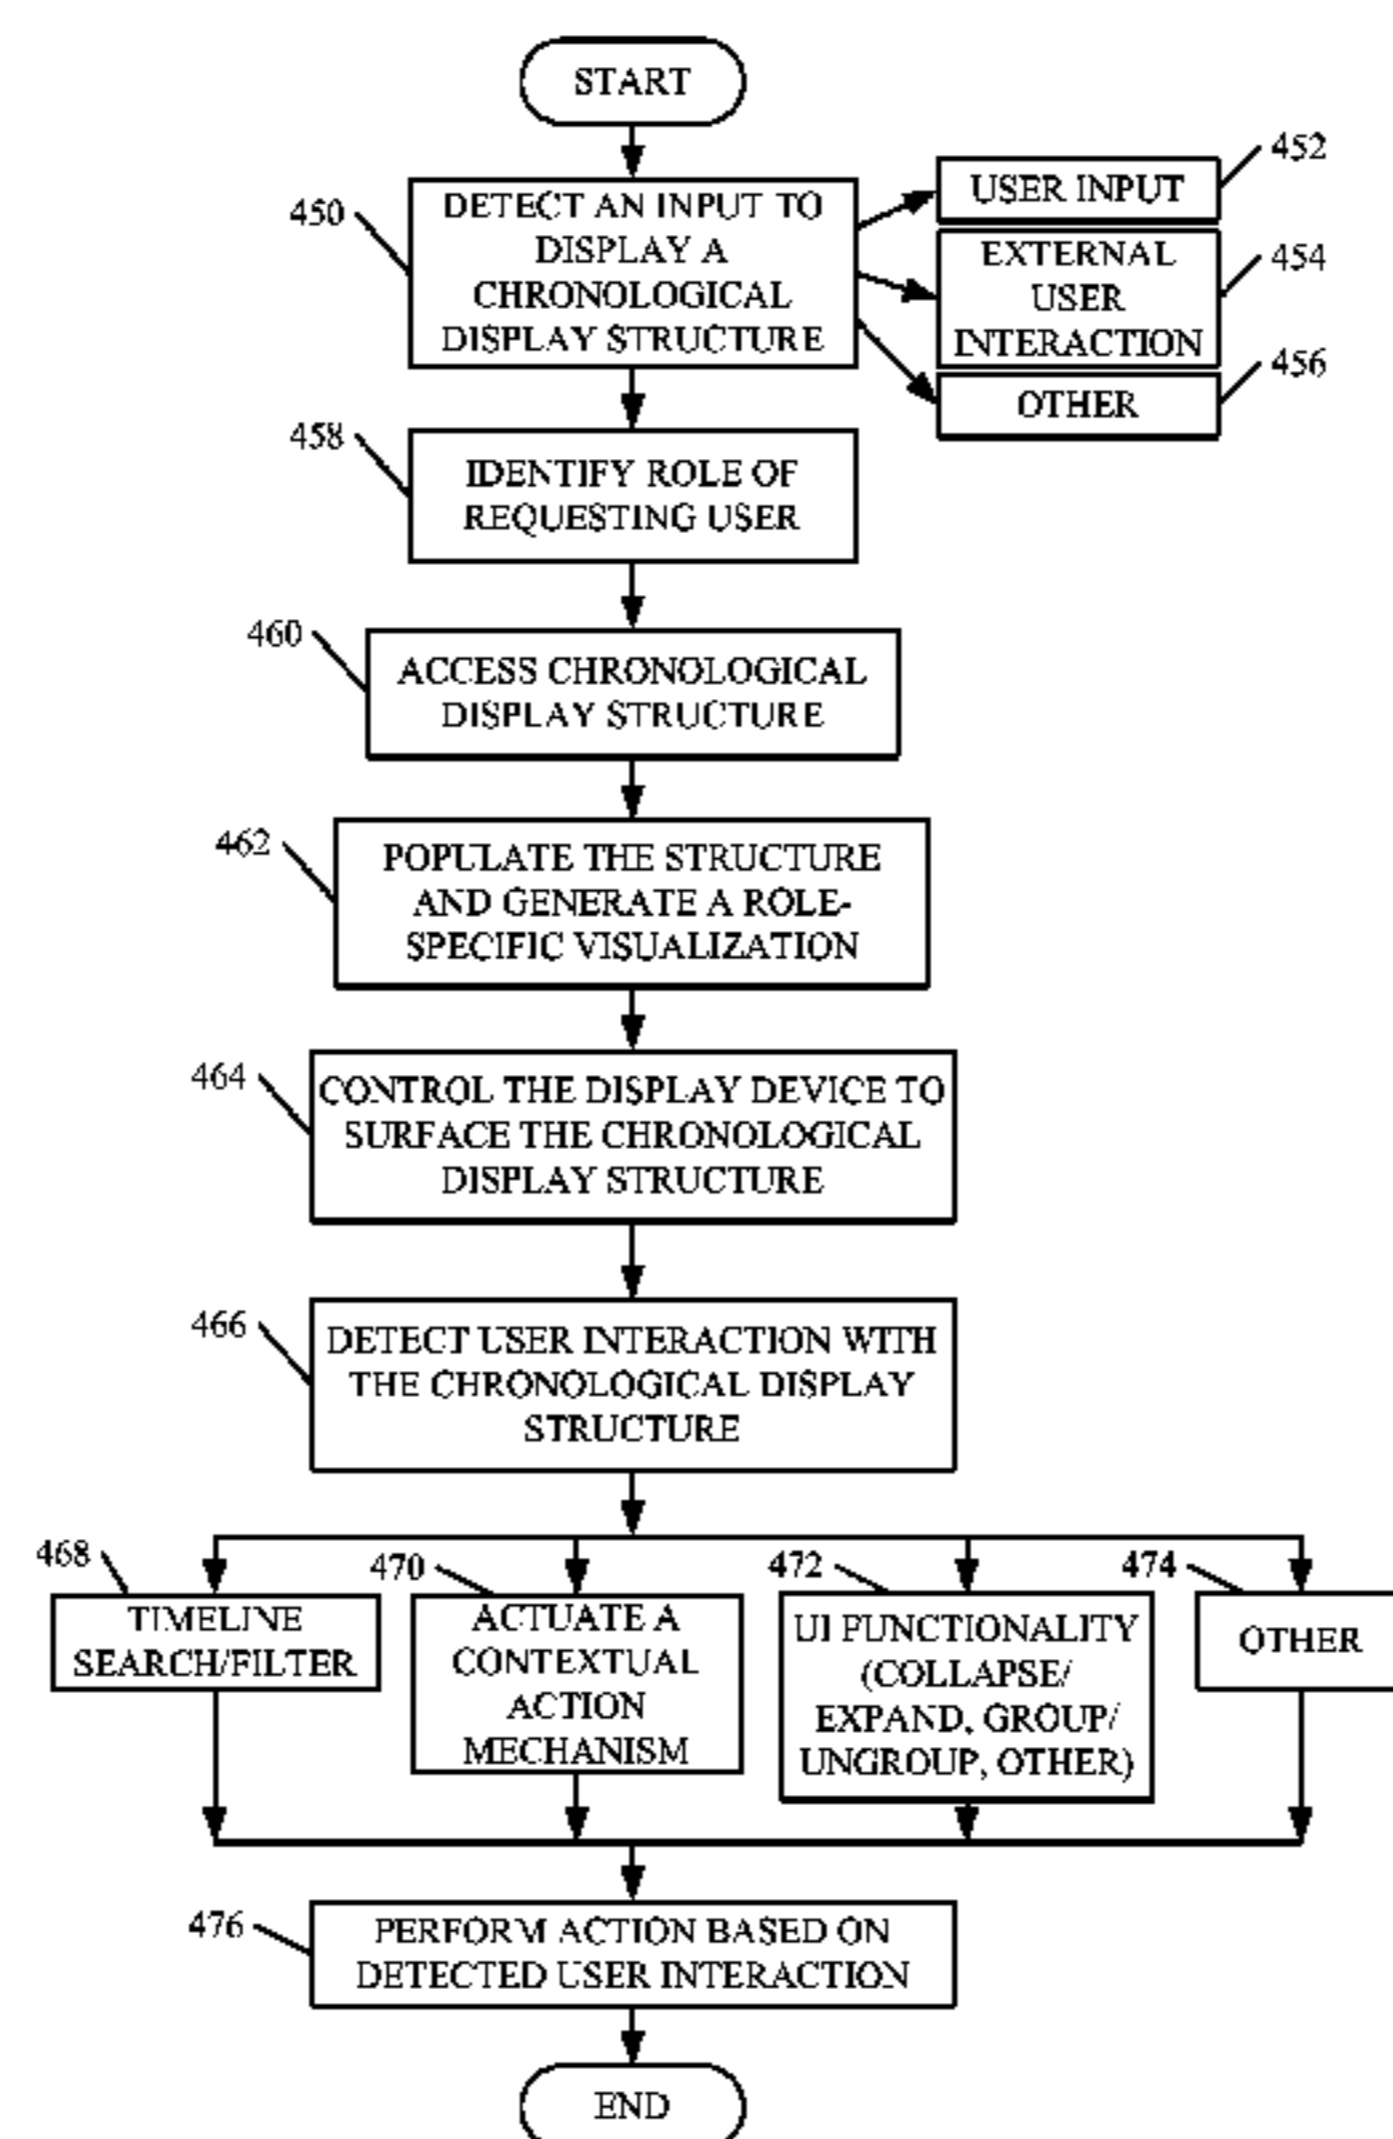 START
450
DETECT AN INPUT TO
DISPLAY A
CHRONOLOGICAL
DISPLAY STRUCTURE
452
USER INPUT
454
EXTERNAL
USER
INTERACTION
456
OTHER
458
IDENTIFY ROLE OF
REQUESTING USER
460
ACCESS CHRONOLOGICAL
DISPLAY STRUCTURE
462
POPULATE THE STRUCTURE
AND GENERATE A ROLE-
SPECIFIC VISUALIZATION
464
CONTROL THE DISPLAY DEVICE TO
SURFACE THE CHRONOLOGICAL
DISPLAY STRUCTURE
466
DETECT USER INTERACTION WITH
THE CHRONOLOGICAL DISPLAY
STRUCTURE
468
TIMELINE
SEARCH/FILTER
470
ACTUATE A
CONTEXTUAL
ACTION
MECHANISM
472
UI FUNCTIONALITY
(COLLAPSE/
EXPAND, GROUP/
UNGROUP, OTHER)
474
OTHER
476
PERFORM ACTION BASED ON
DETECTED USER INTERACTION
END